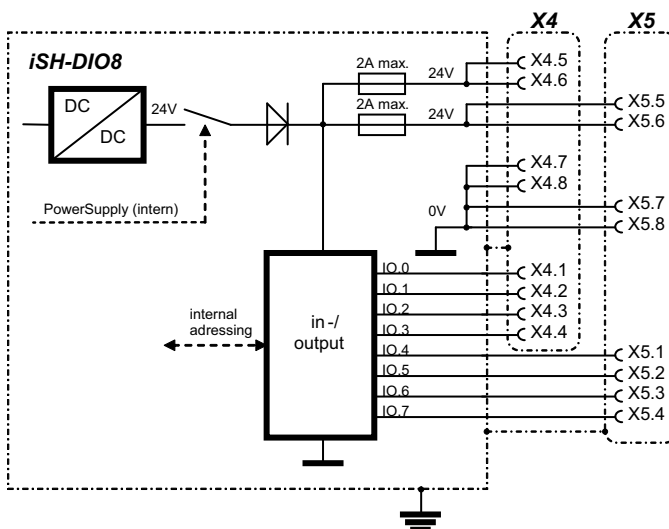 X4 X5
iSH-DIO8
2A max. 24V X4.5
X4.6
DC 24V
DC
2A max. 24V X5.5
X5.6
X4.7
X4.8
PowerSupply (intern)
0V X5.7
X5.8
IO.0 X4.1
IO.1 X4.2
internal
adressing
in-/
output
IO.2 X4.3
IO.3 X4.4
IO.4 X5.1
IO.5 X5.2
IO.6 X5.3
IO.7 X5.4